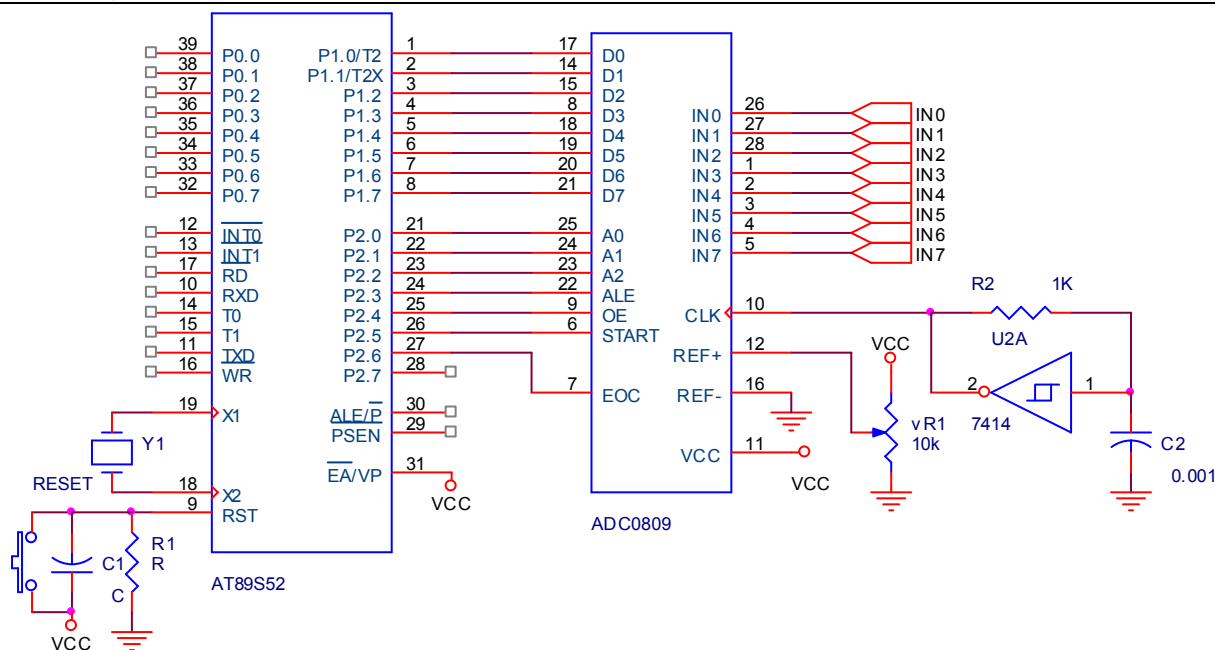 39 P0.0 P1.0/T2 1 17 D0
38 P0.1 P1.1/T2X 2 14 D1
37 P0.2 P1.2 3 15 D2
36 P0.3 P1.3 4 8 D3 IN0 26 IN0
35 P0.4 P1.4 5 18 D4 IN1 27 IN1
34 P0.5 P1.5 6 19 D5 IN2 28 IN2
33 P0.6 P1.6 7 20 D6 IN3 1 IN3
32 P0.7 P1.7 8 21 D7 IN4 2 IN4
IN5 3 IN5
12 INT0 P2.0 21 25 A0 IN6 4 IN6
13 INT1 P2.1 22 24 A1 IN7 5 IN7
17 RD P2.2 23 23 A2
10 RXD P2.3 24 22 ALE R2 1K
14 T0 P2.4 25 9 OE CLK 10
15 T1 P2.5 26 6 START U2A
11 TXD P2.6 27 REF+ 12 VCC
16 WR P2.7 28
7 EOC REF- 16 2 1
19 X1 ALE/P 30
PSEN 29 vR1 7414
Y1 10k C2
RESET EA/VP 31 VCC 11 0.001
18 X2 VCC VCC
9 RST
ADC0809
R1
C1 R
AT89S52
C
VCC